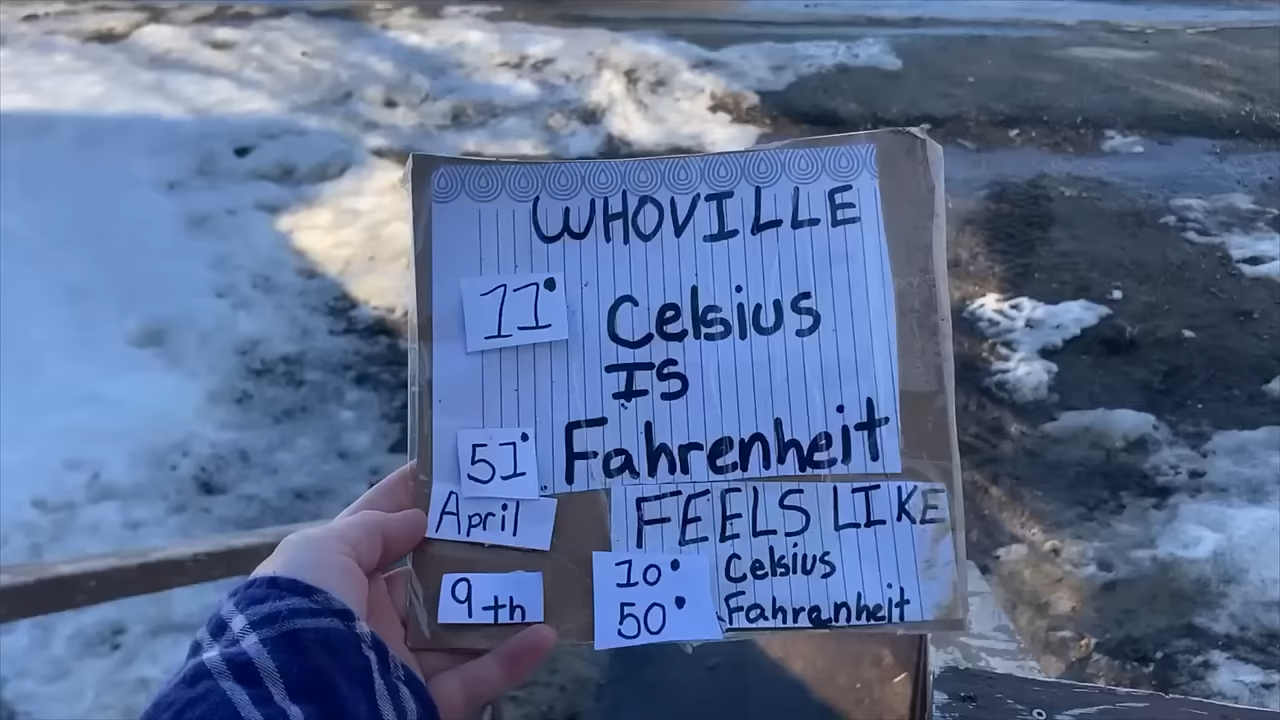 WHOVILLE
11° Celsius
IS
51° Fahrenheit
April
9th
FEELS LIKE
10° Celsius
50° Fahrenheit